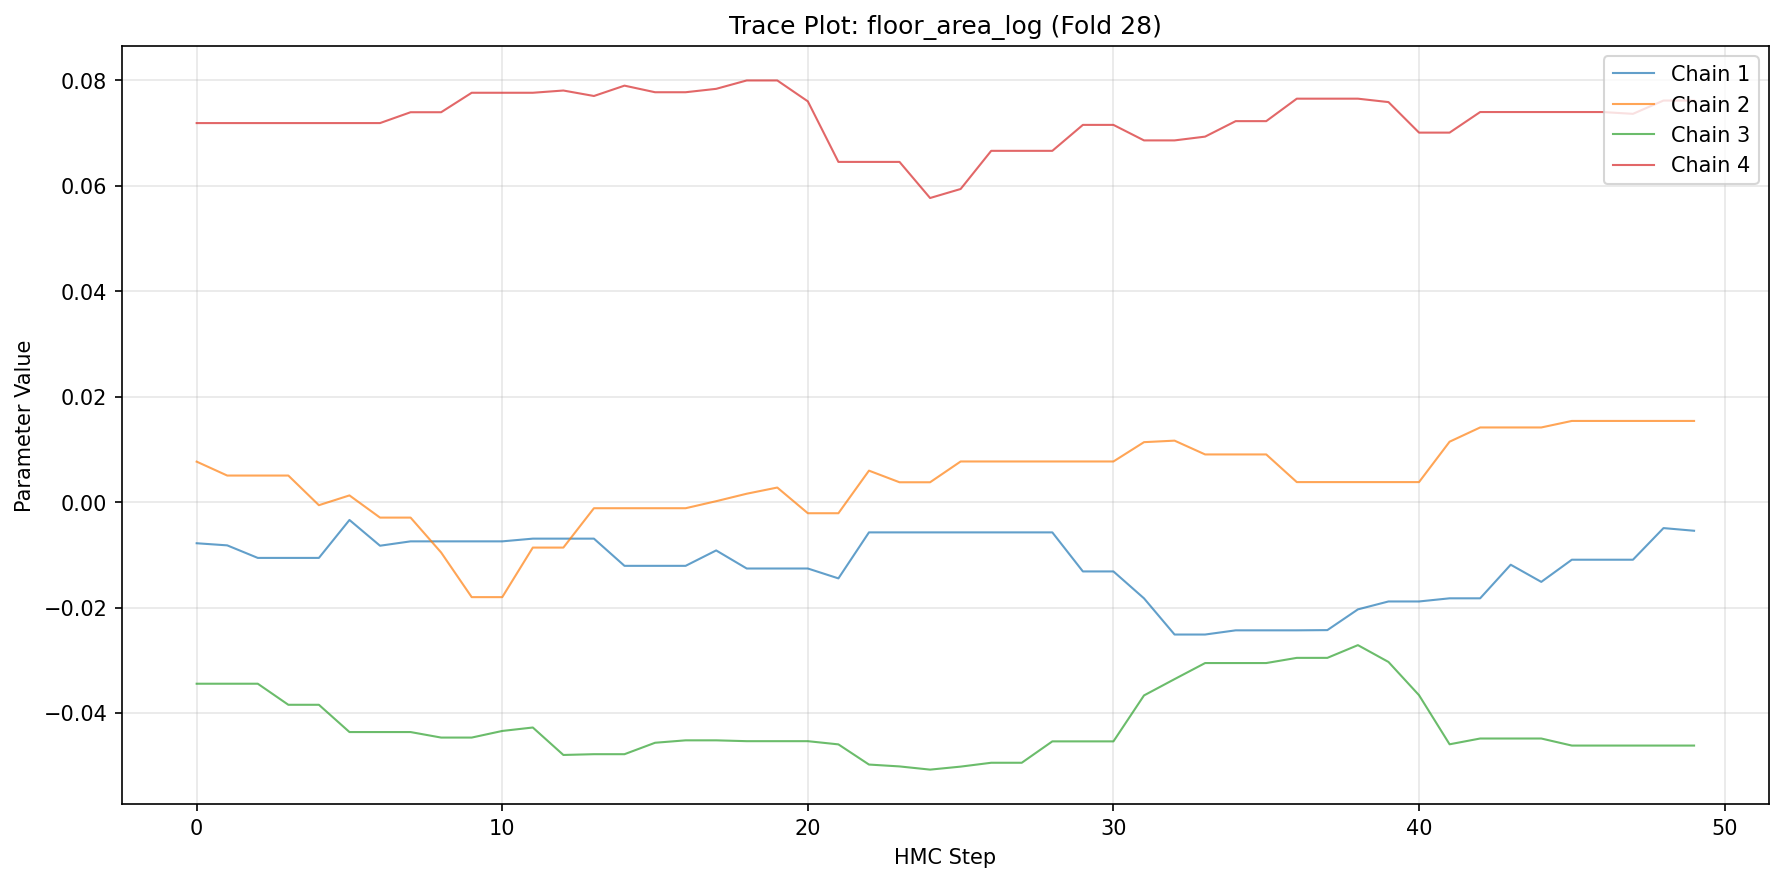 Trace Plot: floor_area_log (Fold 28)
Chain 1
Chain 2
Chain 3
Chain 4
0.08
0.06
0.04
0.02
0.00
−0.02
−0.04
Parameter Value
0 10 20 30 40 50
HMC Step